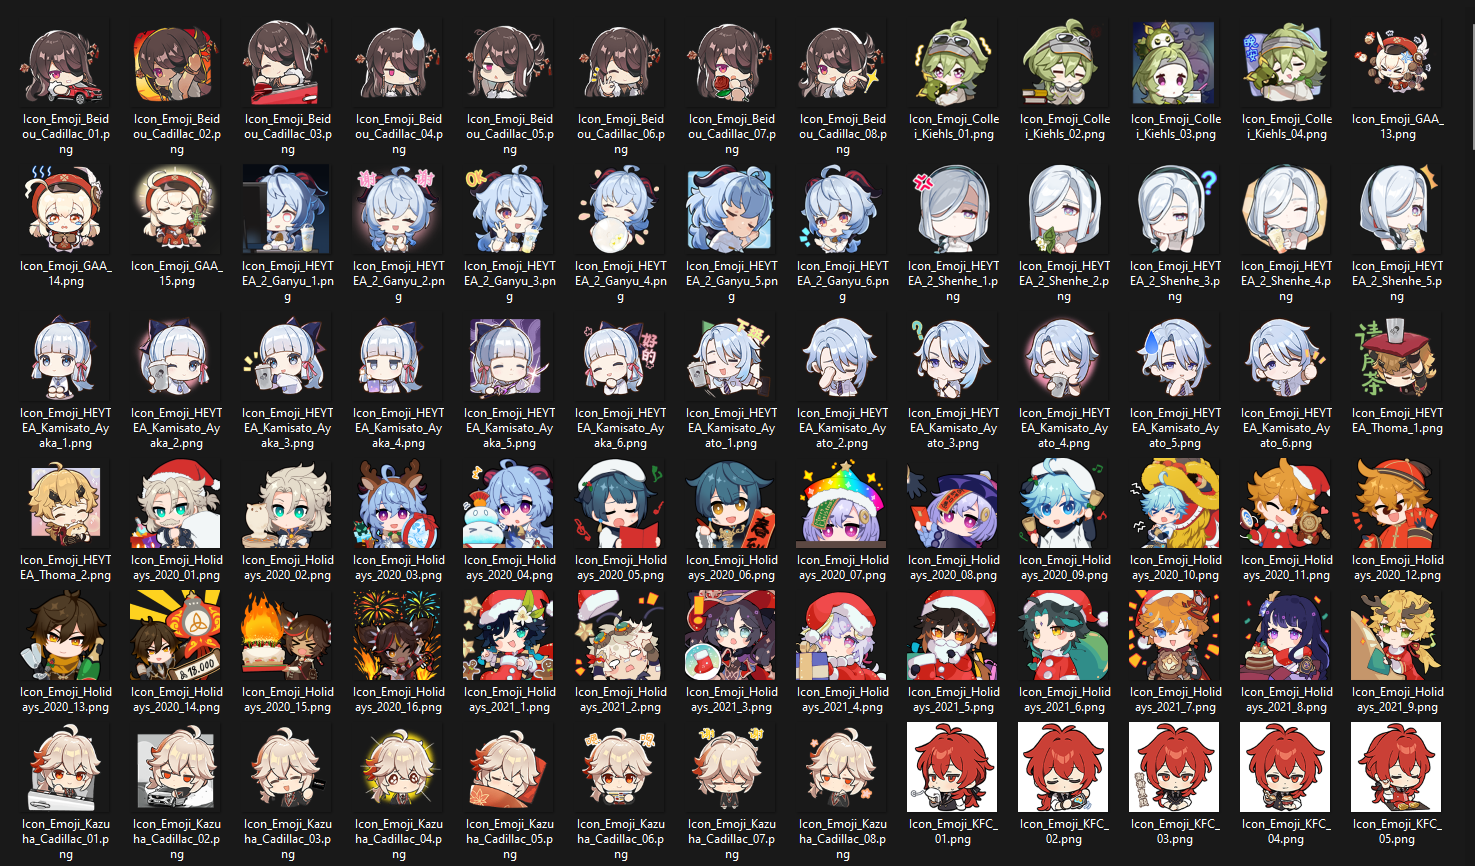 Icon_Emoji_Beid
ou_Cadillac_01.p
ng
Icon_Emoji_Beid
ou_Cadillac_02.p
ng
Icon_Emoji_Beid
ou_Cadillac_03.p
ng
Icon_Emoji_Beid
ou_Cadillac_04.p
ng
Icon_Emoji_Beid
ou_Cadillac_05.p
ng
Icon_Emoji_Beid
ou_Cadillac_06.p
ng
Icon_Emoji_Beid
ou_Cadillac_07.p
ng
Icon_Emoji_Beid
ou_Cadillac_08.p
ng
Icon_Emoji_Colle
i_Kiehls_01.png
Icon_Emoji_Colle
i_Kiehls_02.png
Icon_Emoji_Colle
i_Kiehls_03.png
Icon_Emoji_Colle
i_Kiehls_04.png
Icon_Emoji_GAA_
13.png
谢 谢
OK
?
Icon_Emoji_GAA_
14.png
Icon_Emoji_GAA_
15.png
Icon_Emoji_HEYT
EA_2_Ganyu_1.pn
g
Icon_Emoji_HEYT
EA_2_Ganyu_2.pn
g
Icon_Emoji_HEYT
EA_2_Ganyu_3.pn
g
Icon_Emoji_HEYT
EA_2_Ganyu_4.pn
g
Icon_Emoji_HEYT
EA_2_Ganyu_5.pn
g
Icon_Emoji_HEYT
EA_2_Ganyu_6.pn
g
Icon_Emoji_HEYT
EA_2_Shenhe_1.p
ng
Icon_Emoji_HEYT
EA_2_Shenhe_2.p
ng
Icon_Emoji_HEYT
EA_2_Shenhe_3.p
ng
Icon_Emoji_HEYT
EA_2_Shenhe_4.p
ng
Icon_Emoji_HEYT
EA_2_Shenhe_5.p
ng
好的
?
请用茶
Icon_Emoji_HEYT
EA_Kamisato_Ay
aka_1.png
Icon_Emoji_HEYT
EA_Kamisato_Ay
aka_2.png
Icon_Emoji_HEYT
EA_Kamisato_Ay
aka_3.png
Icon_Emoji_HEYT
EA_Kamisato_Ay
aka_4.png
Icon_Emoji_HEYT
EA_Kamisato_Ay
aka_5.png
Icon_Emoji_HEYT
EA_Kamisato_Ay
aka_6.png
Icon_Emoji_HEYT
EA_Kamisato_Ay
ato_1.png
Icon_Emoji_HEYT
EA_Kamisato_Ay
ato_2.png
Icon_Emoji_HEYT
EA_Kamisato_Ay
ato_3.png
Icon_Emoji_HEYT
EA_Kamisato_Ay
ato_4.png
Icon_Emoji_HEYT
EA_Kamisato_Ay
ato_5.png
Icon_Emoji_HEYT
EA_Kamisato_Ay
ato_6.png
Icon_Emoji_HEYT
EA_Thoma_1.png
春
Icon_Emoji_HEYT
EA_Thoma_2.png
Icon_Emoji_Holid
ays_2020_01.png
Icon_Emoji_Holid
ays_2020_02.png
Icon_Emoji_Holid
ays_2020_03.png
Icon_Emoji_Holid
ays_2020_04.png
Icon_Emoji_Holid
ays_2020_05.png
Icon_Emoji_Holid
ays_2020_06.png
Icon_Emoji_Holid
ays_2020_07.png
Icon_Emoji_Holid
ays_2020_08.png
Icon_Emoji_Holid
ays_2020_09.png
Icon_Emoji_Holid
ays_2020_10.png
Icon_Emoji_Holid
ays_2020_11.png
Icon_Emoji_Holid
ays_2020_12.png
18.000
Icon_Emoji_Holid
ays_2020_13.png
Icon_Emoji_Holid
ays_2020_14.png
Icon_Emoji_Holid
ays_2020_15.png
Icon_Emoji_Holid
ays_2020_16.png
Icon_Emoji_Holid
ays_2021_1.png
Icon_Emoji_Holid
ays_2021_2.png
Icon_Emoji_Holid
ays_2021_3.png
Icon_Emoji_Holid
ays_2021_4.png
Icon_Emoji_Holid
ays_2021_5.png
Icon_Emoji_Holid
ays_2021_6.png
Icon_Emoji_Holid
ays_2021_7.png
Icon_Emoji_Holid
ays_2021_8.png
Icon_Emoji_Holid
ays_2021_9.png
Icon_Emoji_Kazu
ha_Cadillac_01.p
ng
Icon_Emoji_Kazu
ha_Cadillac_02.p
ng
Icon_Emoji_Kazu
ha_Cadillac_03.p
ng
Icon_Emoji_Kazu
ha_Cadillac_04.p
ng
Icon_Emoji_Kazu
ha_Cadillac_05.p
ng
Icon_Emoji_Kazu
ha_Cadillac_06.p
ng
Icon_Emoji_Kazu
ha_Cadillac_07.p
ng
Icon_Emoji_Kazu
ha_Cadillac_08.p
ng
Icon_Emoji_KFC_
01.png
Icon_Emoji_KFC_
02.png
Icon_Emoji_KFC_
03.png
Icon_Emoji_KFC_
04.png
Icon_Emoji_KFC_
05.png